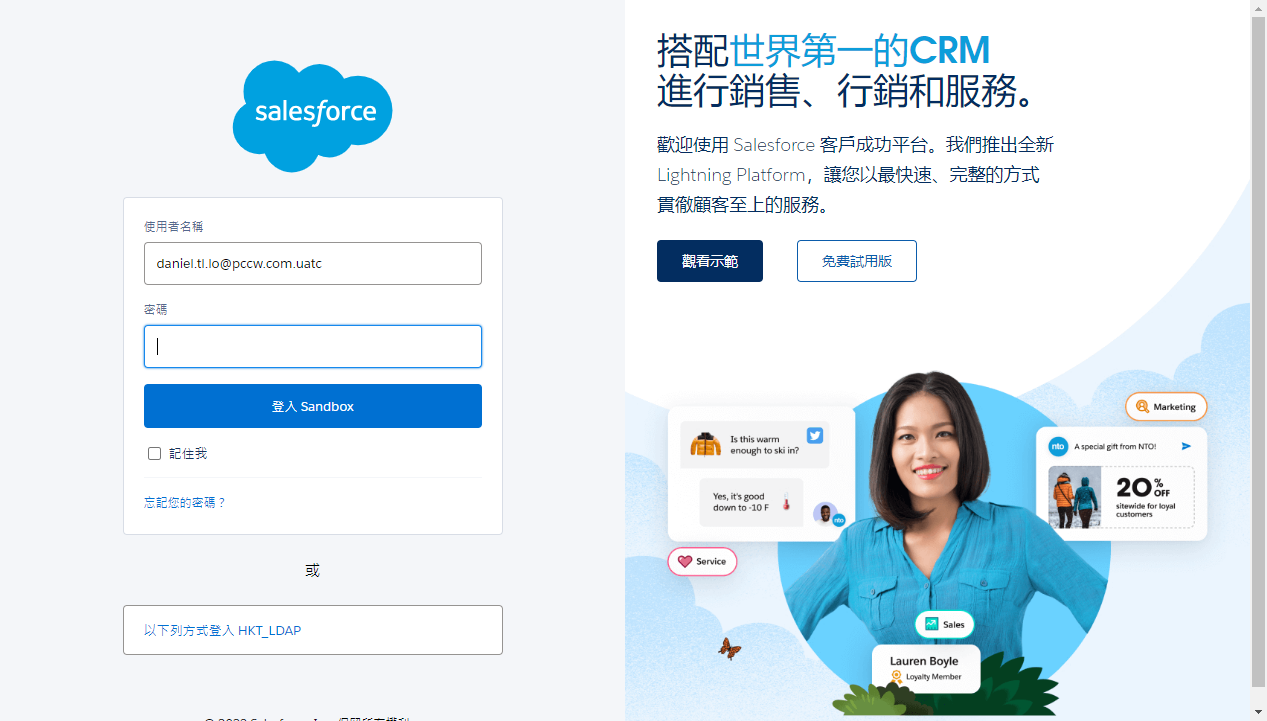 salesforce
使用者名稱
daniel.tl.lo@pccw.com.uatc
密碼
登入 Sandbox
記住我
忘記您的密碼？
或
以下列方式登入 HKT_LDAP
搭配世界第一的CRM
進行銷售、行銷和服務。
歡迎使用 Salesforce 客戶成功平台。我們推出全新
Lightning Platform，讓您以最快速、完整的方式
貫徹顧客至上的服務。
觀看示範
免費試用版
Is this warm
enough to ski in?
Yes, it's good
down to -10 F
nto
Service
Marketing
nto
A special gift from NTO!
20% OFF
sitewide for loyal
customers
Sales
Lauren Boyle
Loyalty Member